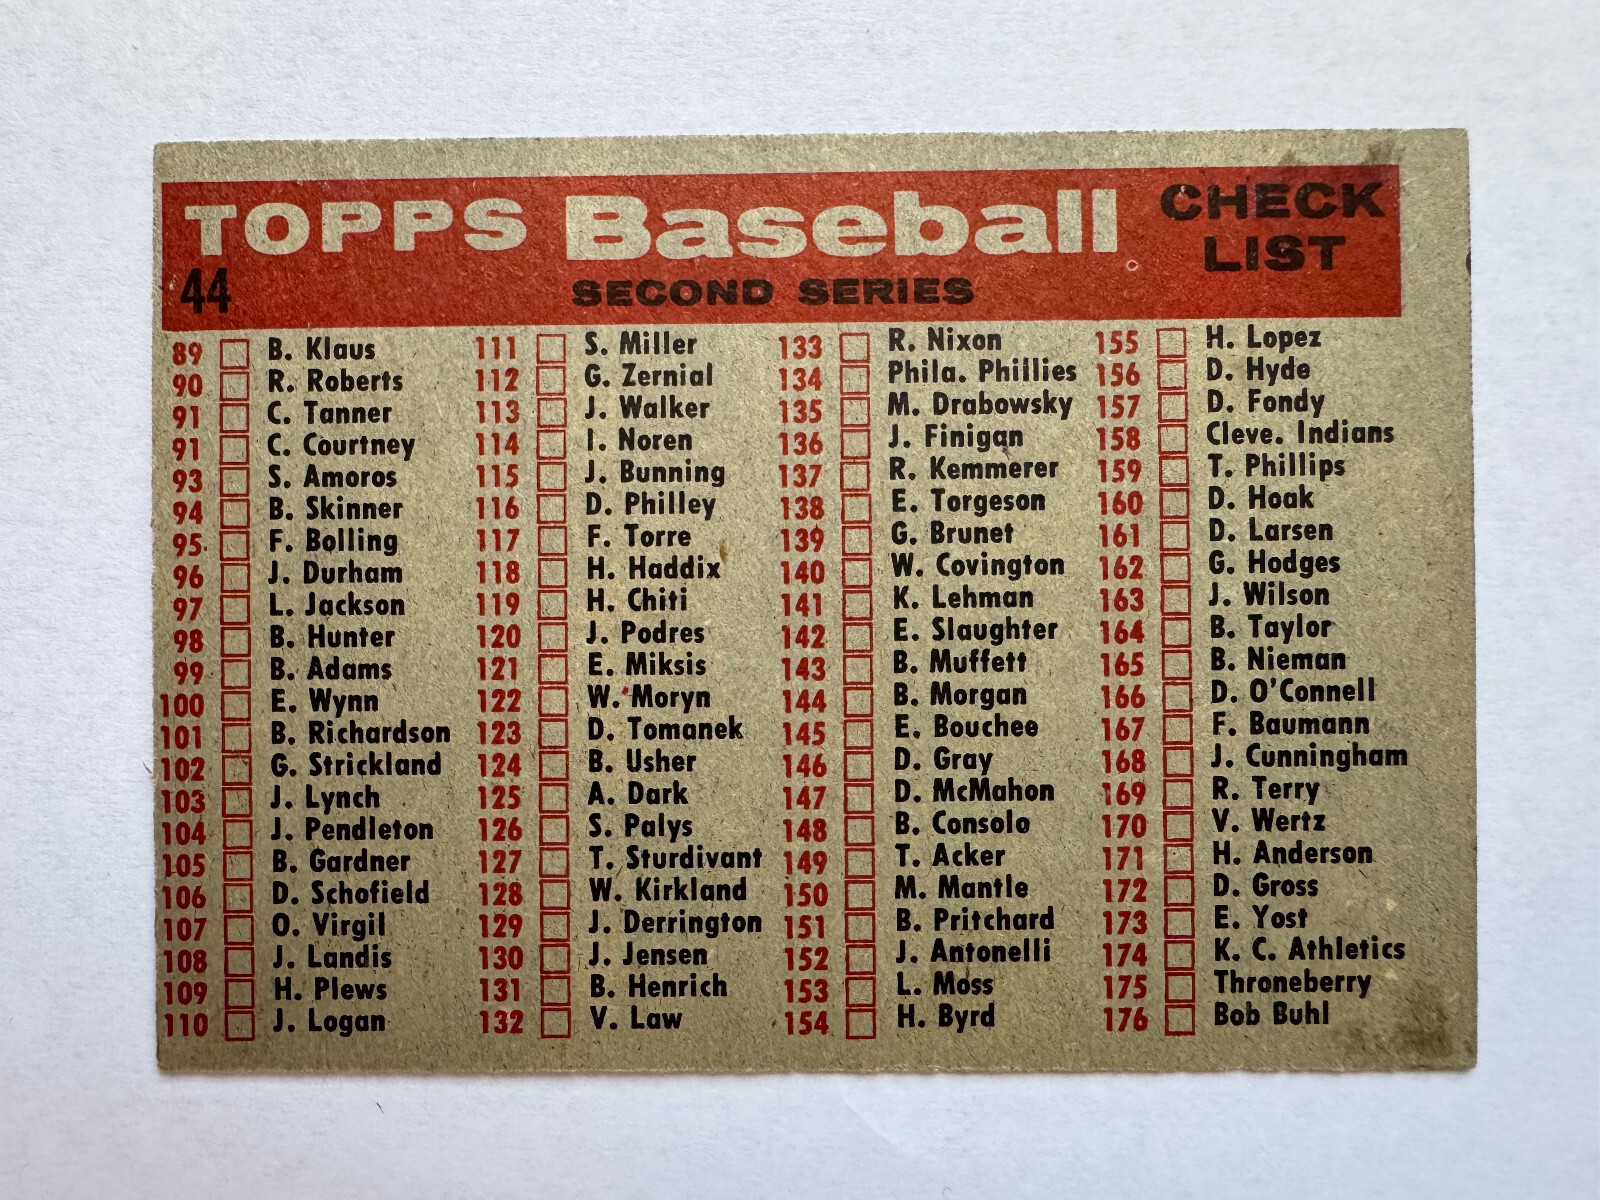 TOPPS Baseball CHECK LIST
44 SECOND SERIES
89 B. Klaus
90 R. Roberts
91 C. Tanner
91 C. Courtney
93 S. Amoros
94 B. Skinner
95 F. Bolling
96 J. Durham
97 L. Jackson
98 B. Hunter
99 B. Adams
100 E. Wynn
101 B. Richardson
102 G. Strickland
103 J. Lynch
104 J. Pendleton
105 B. Gardner
106 D. Schofield
107 O. Virgil
108 J. Landis
109 H. Plews
110 J. Logan
111 S. Miller
112 G. Zernial
113 J. Walker
114 I. Noren
115 J. Bunning
116 D. Philley
117 F. Torre
118 H. Haddix
119 H. Chiti
120 J. Podres
121 E. Miksis
122 W. Moryn
123 D. Tomanek
124 B. Usher
125 A. Dark
126 S. Palys
127 T. Sturdivant
128 W. Kirkland
129 J. Derrington
130 J. Jensen
131 B. Henrich
132 V. Law
133 R. Nixon
134 Phila. Phillies
135 M. Drabowsky
136 J. Finigan
137 R. Kemmerer
138 E. Torgeson
139 G. Brunet
140 W. Covington
141 K. Lehman
142 E. Slaughter
143 B. Muffett
144 B. Morgan
145 E. Bouchee
146 D. Gray
147 D. McMahon
148 B. Consolo
149 T. Acker
150 M. Mantle
151 B. Pritchard
152 J. Antonelli
153 L. Moss
154 H. Byrd
155 H. Lopez
156 D. Hyde
157 D. Fondy
158 Cleve. Indians
159 T. Phillips
160 D. Hoak
161 D. Larsen
162 G. Hodges
163 J. Wilson
164 B. Taylor
165 B. Nieman
166 D. O'Connell
167 F. Baumann
168 J. Cunningham
169 R. Terry
170 V. Wertz
171 H. Anderson
172 D. Gross
173 E. Yost
174 K. C. Athletics
175 Throneberry
176 Bob Buhl